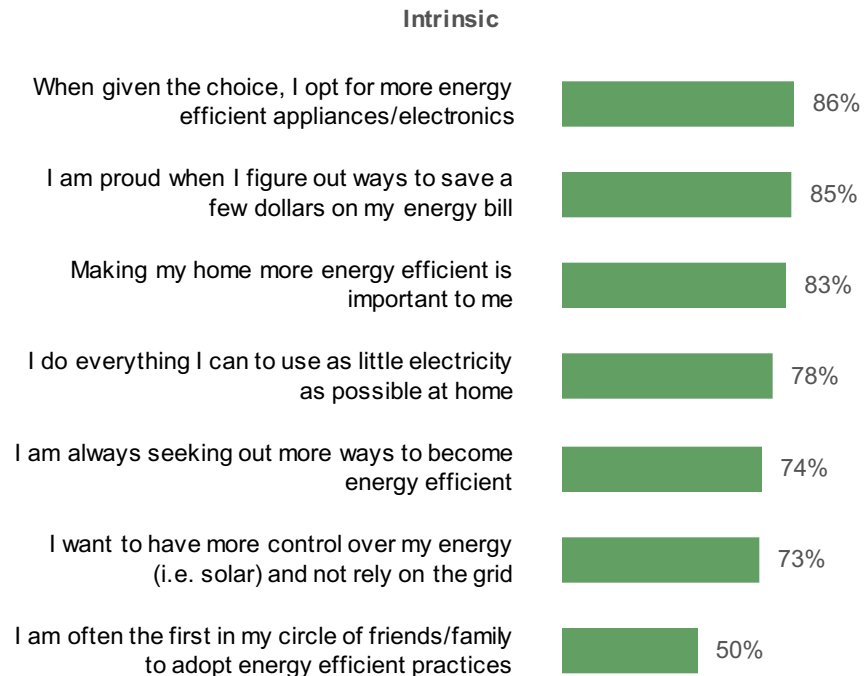 Intrinsic
When given the choice, I opt for more energy
efficient appliances/electronics
86%
I am proud when I figure out ways to save a
few dollars on my energy bill
85%
Making my home more energy efficient is
important to me
83%
I do everything I can to use as little electricity
as possible at home
78%
I am always seeking out more ways to become
energy efficient
74%
I want to have more control over my energy
(i.e. solar) and not rely on the grid
73%
I am often the first in my circle of friends/family
to adopt energy efficient practices
50%